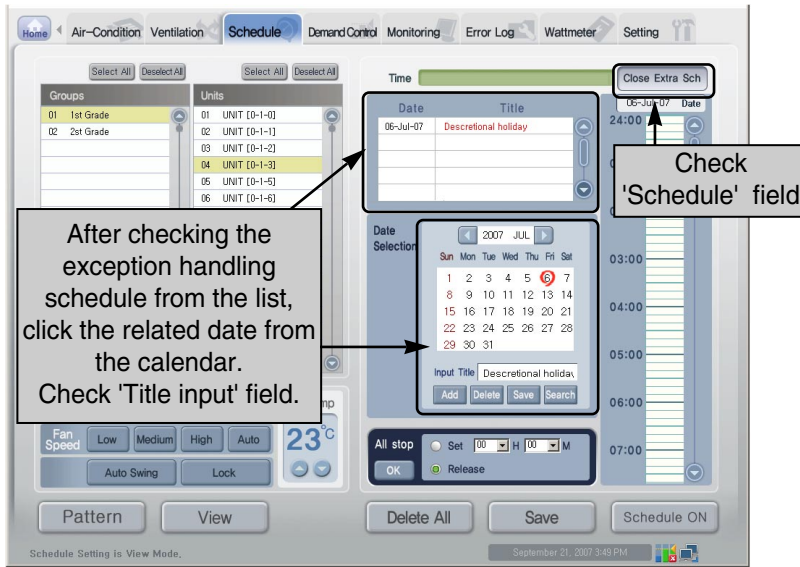 Home Air-Condition Ventilation Schedule Demand Control Monitoring Error Log Wattmeter Setting
Select All Deselect All Select All Deselect All
Groups
01 1st Grade
02 2st Grade
Units
01 UNIT [0-1-0]
02 UNIT [0-1-1]
03 UNIT [0-1-2]
04 UNIT [0-1-3]
05 UNIT [0-1-5]
06 UNIT [0-1-6]
After checking the
exception handling
schedule from the list,
click the related date from
the calendar.
Check 'Title input' field.
Fan
Speed
Low Medium High Auto
Auto Swing Lock
23°C
Time
Close Extra Sch
Date Title
06-Jul-07 Descretional holiday
06-Jul-07 Date
24:00
Check
'Schedule' field
03:00
04:00
05:00
06:00
07:00
Date
Selection
2007 JUL
Sun Mon Tue Wed Thu Fri Sat
1 2 3 4 5 6 7
8 9 10 11 12 13 14
15 16 17 18 19 20 21
22 23 24 25 26 27 28
29 30 31
Input Title Descretional holiday
Add Delete Save Search
All stop Set 00 H 00 M
OK Release
Pattern View Delete All Save Schedule ON
Schedule Setting is View Mode.
September 21, 2007 3:49 PM